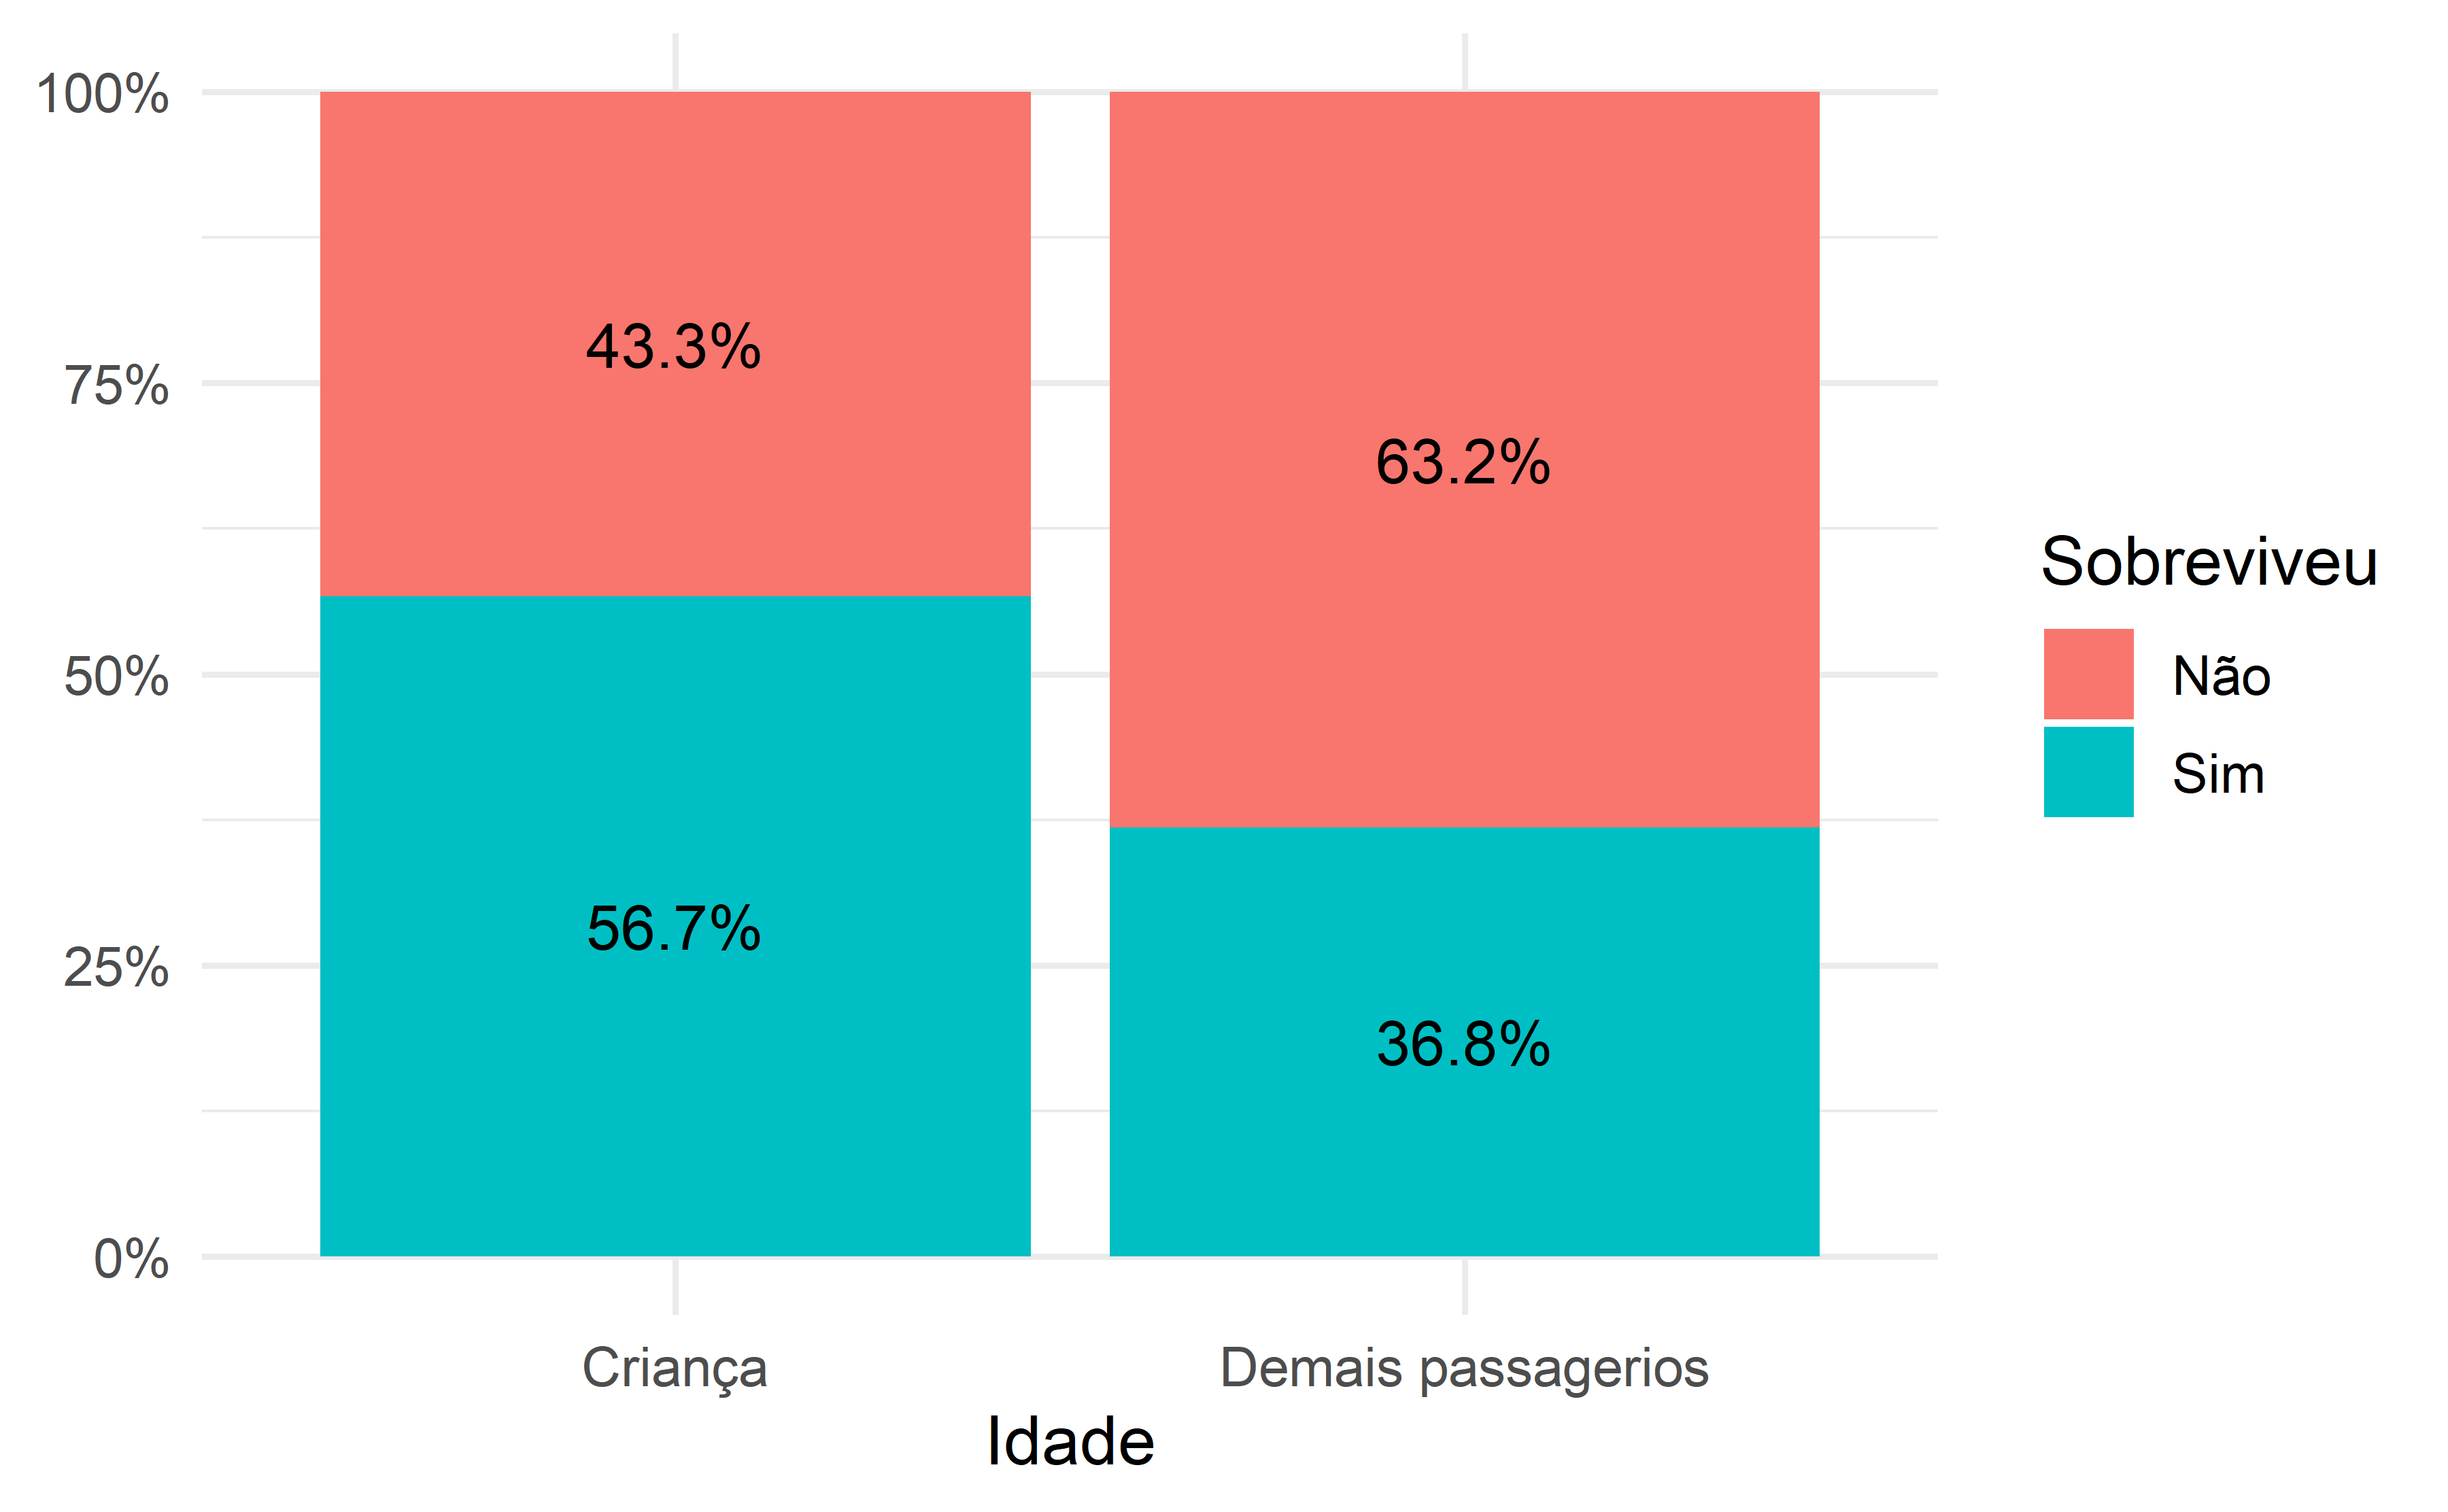 100%
75%
50%
25%
0%
43.3%
56.7%
63.2%
36.8%
Criança
Demais passagerios
Idade
Sobreviveu
Não
Sim